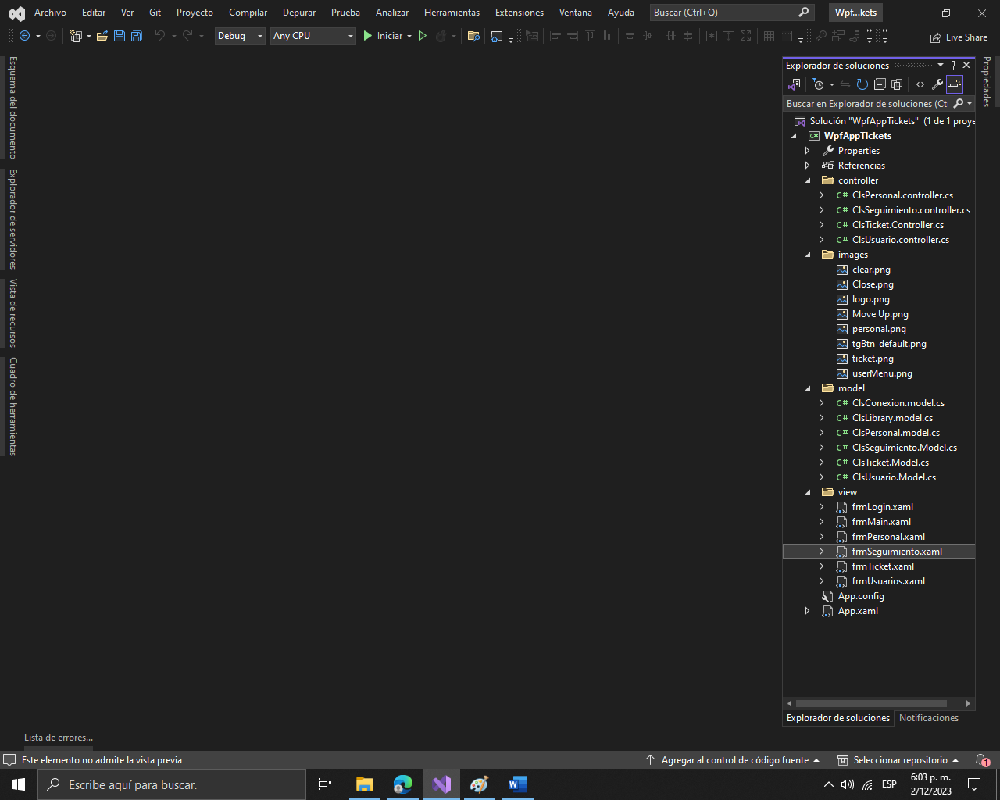 Archivo Editar Ver Git Proyecto Compilar Depurar Prueba Analizar Herramientas Extensiones Ventana Ayuda Buscar (Ctrl+Q) Wpf...kets
Debug Any CPU Iniciar Live Share
Esquema del documento
Explorador de servidores
Vista de recursos
Cuadro de herramientas
Explorador de soluciones
Buscar en Explorador de soluciones (Ct
Solución "WpfAppTickets" (1 de 1 proye
WpfAppTickets
Properties
Referencias
controller
ClsPersonal.controller.cs
ClsSeguimiento.controller.cs
ClsTicket.Controller.cs
ClsUsuario.controller.cs
images
clear.png
Close.png
logo.png
Move Up.png
personal.png
tgBtn_default.png
ticket.png
userMenu.png
model
ClsConexion.model.cs
ClsLibrary.model.cs
ClsPersonal.model.cs
ClsSeguimiento.Model.cs
ClsTicket.Model.cs
ClsUsuario.Model.cs
view
frmLogin.xaml
frmMain.xaml
frmPersonal.xaml
frmSeguimiento.xaml
frmTicket.xaml
frmUsuarios.xaml
App.config
App.xaml
Explorador de soluciones Notificaciones
Propiedades
Lista de errores...
Este elemento no admite la vista previa Agregar al control de código fuente Seleccionar repositorio 1
Escribe aquí para buscar. ESP 6:03 p. m.
2/12/2023